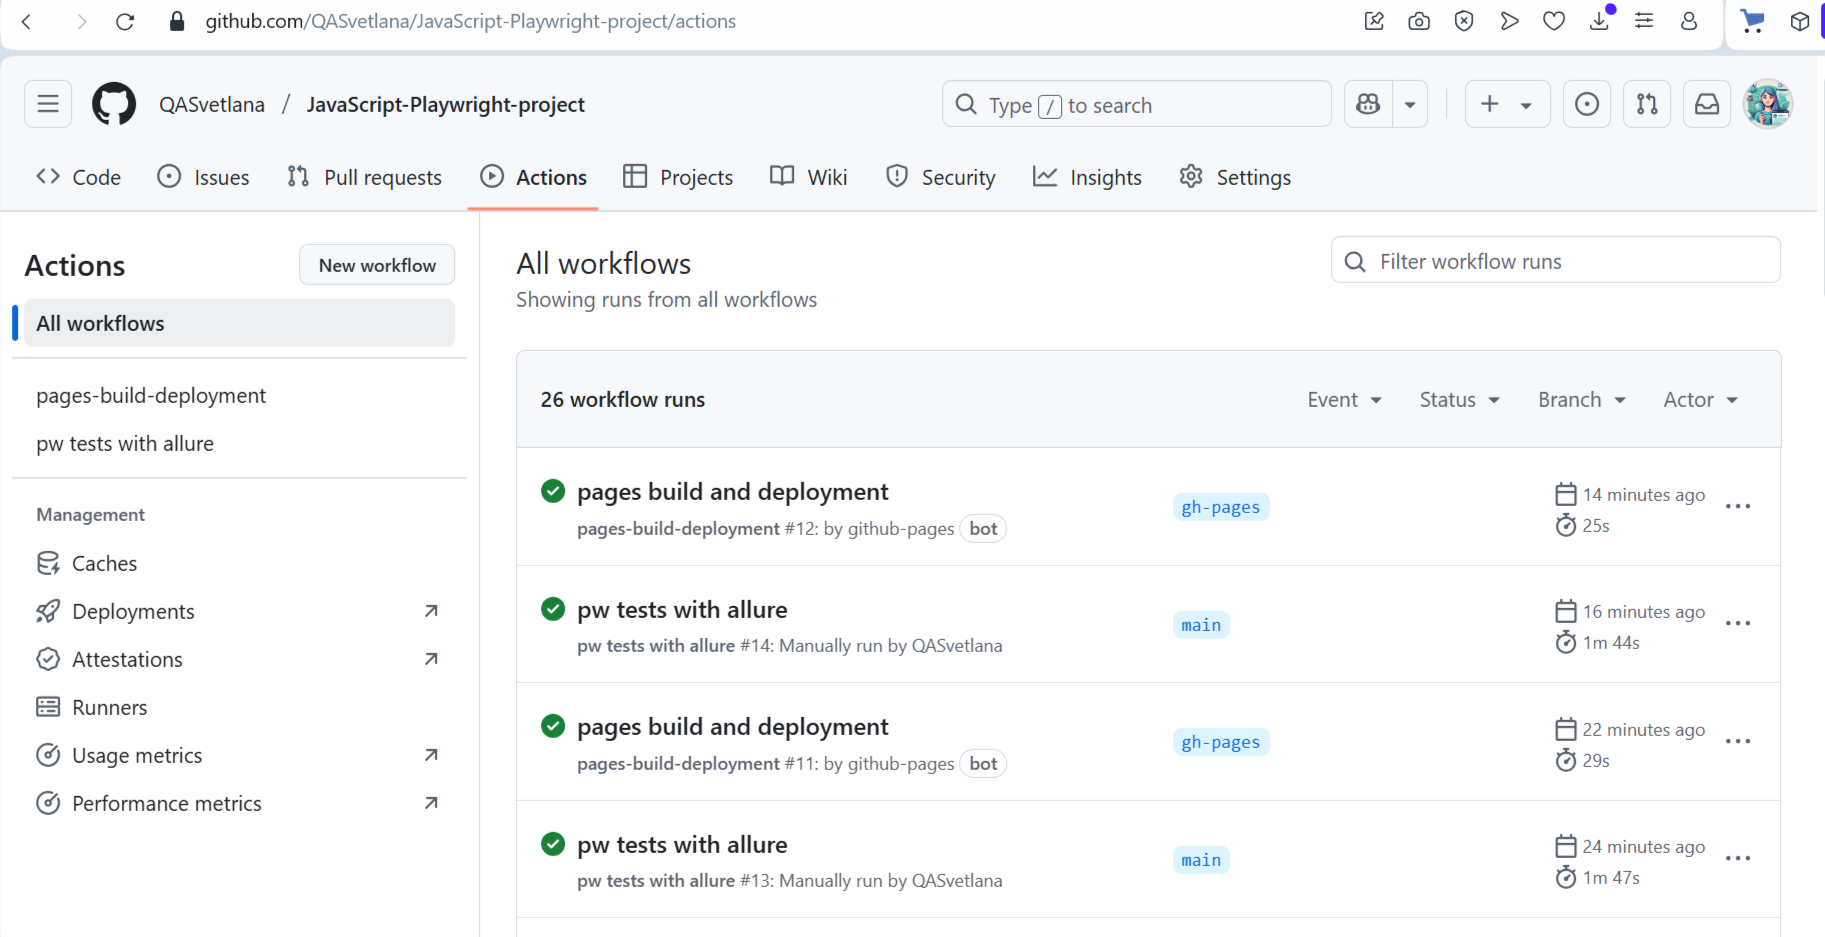 github.com/QASvetlana/JavaScript-Playwright-project/actions
QASvetlana / JavaScript-Playwright-project
Type / to search
Code
Issues
Pull requests
Actions
Projects
Wiki
Security
Insights
Settings
Actions
New workflow
All workflows
pages-build-deployment
pw tests with allure
Management
Caches
Deployments
Attestations
Runners
Usage metrics
Performance metrics
All workflows
Showing runs from all workflows
Filter workflow runs
26 workflow runs
Event
Status
Branch
Actor
pages build and deployment
pages-build-deployment #12: by github-pages bot
gh-pages
14 minutes ago
25s
pw tests with allure
pw tests with allure #14: Manually run by QASvetlana
main
16 minutes ago
1m 44s
pages build and deployment
pages-build-deployment #11: by github-pages bot
gh-pages
22 minutes ago
29s
pw tests with allure
pw tests with allure #13: Manually run by QASvetlana
main
24 minutes ago
1m 47s